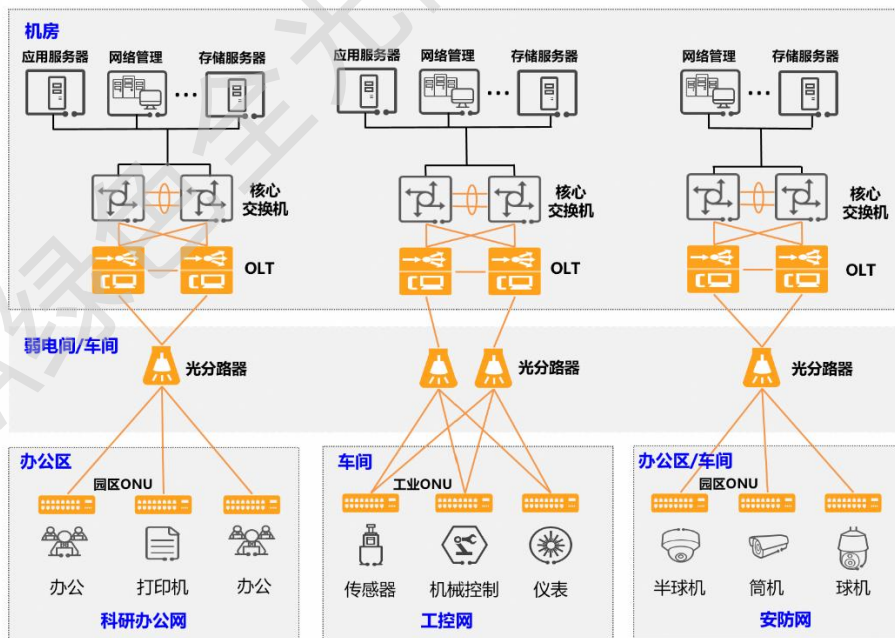 机房
应用服务器 网络管理 存储服务器 应用服务器 网络管理 存储服务器 网络管理 存储服务器
核心交换机 核心交换机 核心交换机
OLT OLT OLT
弱电间/车间
光分路器 光分路器 光分路器
办公区 车间 办公区/车间
园区ONU 工业ONU 园区ONU
办公 打印机 办公 传感器 机械控制 仪表 半球机 筒机 球机
科研办公网 工控网 安防网
绿色全光